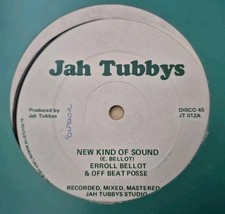 Jah Tubbys
Produced by
Jah Tubbys
DISCO 45
JT 012A
NEW KIND OF SOUND
(E. BELLOT)
ERROLL BELLOT
& OFF BEAT POSSE
RECORDED, MIXED, MASTERED
JAH TUBBYS STUDIO